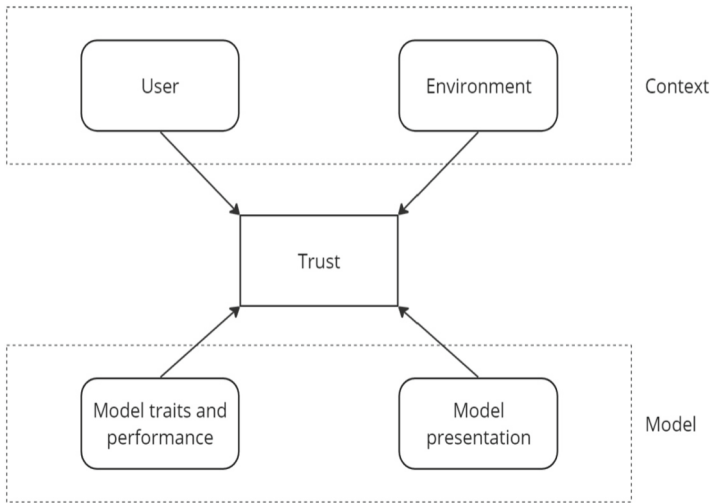 User
Environment
Context
Trust
Model traits and
performance
Model
presentation
Model